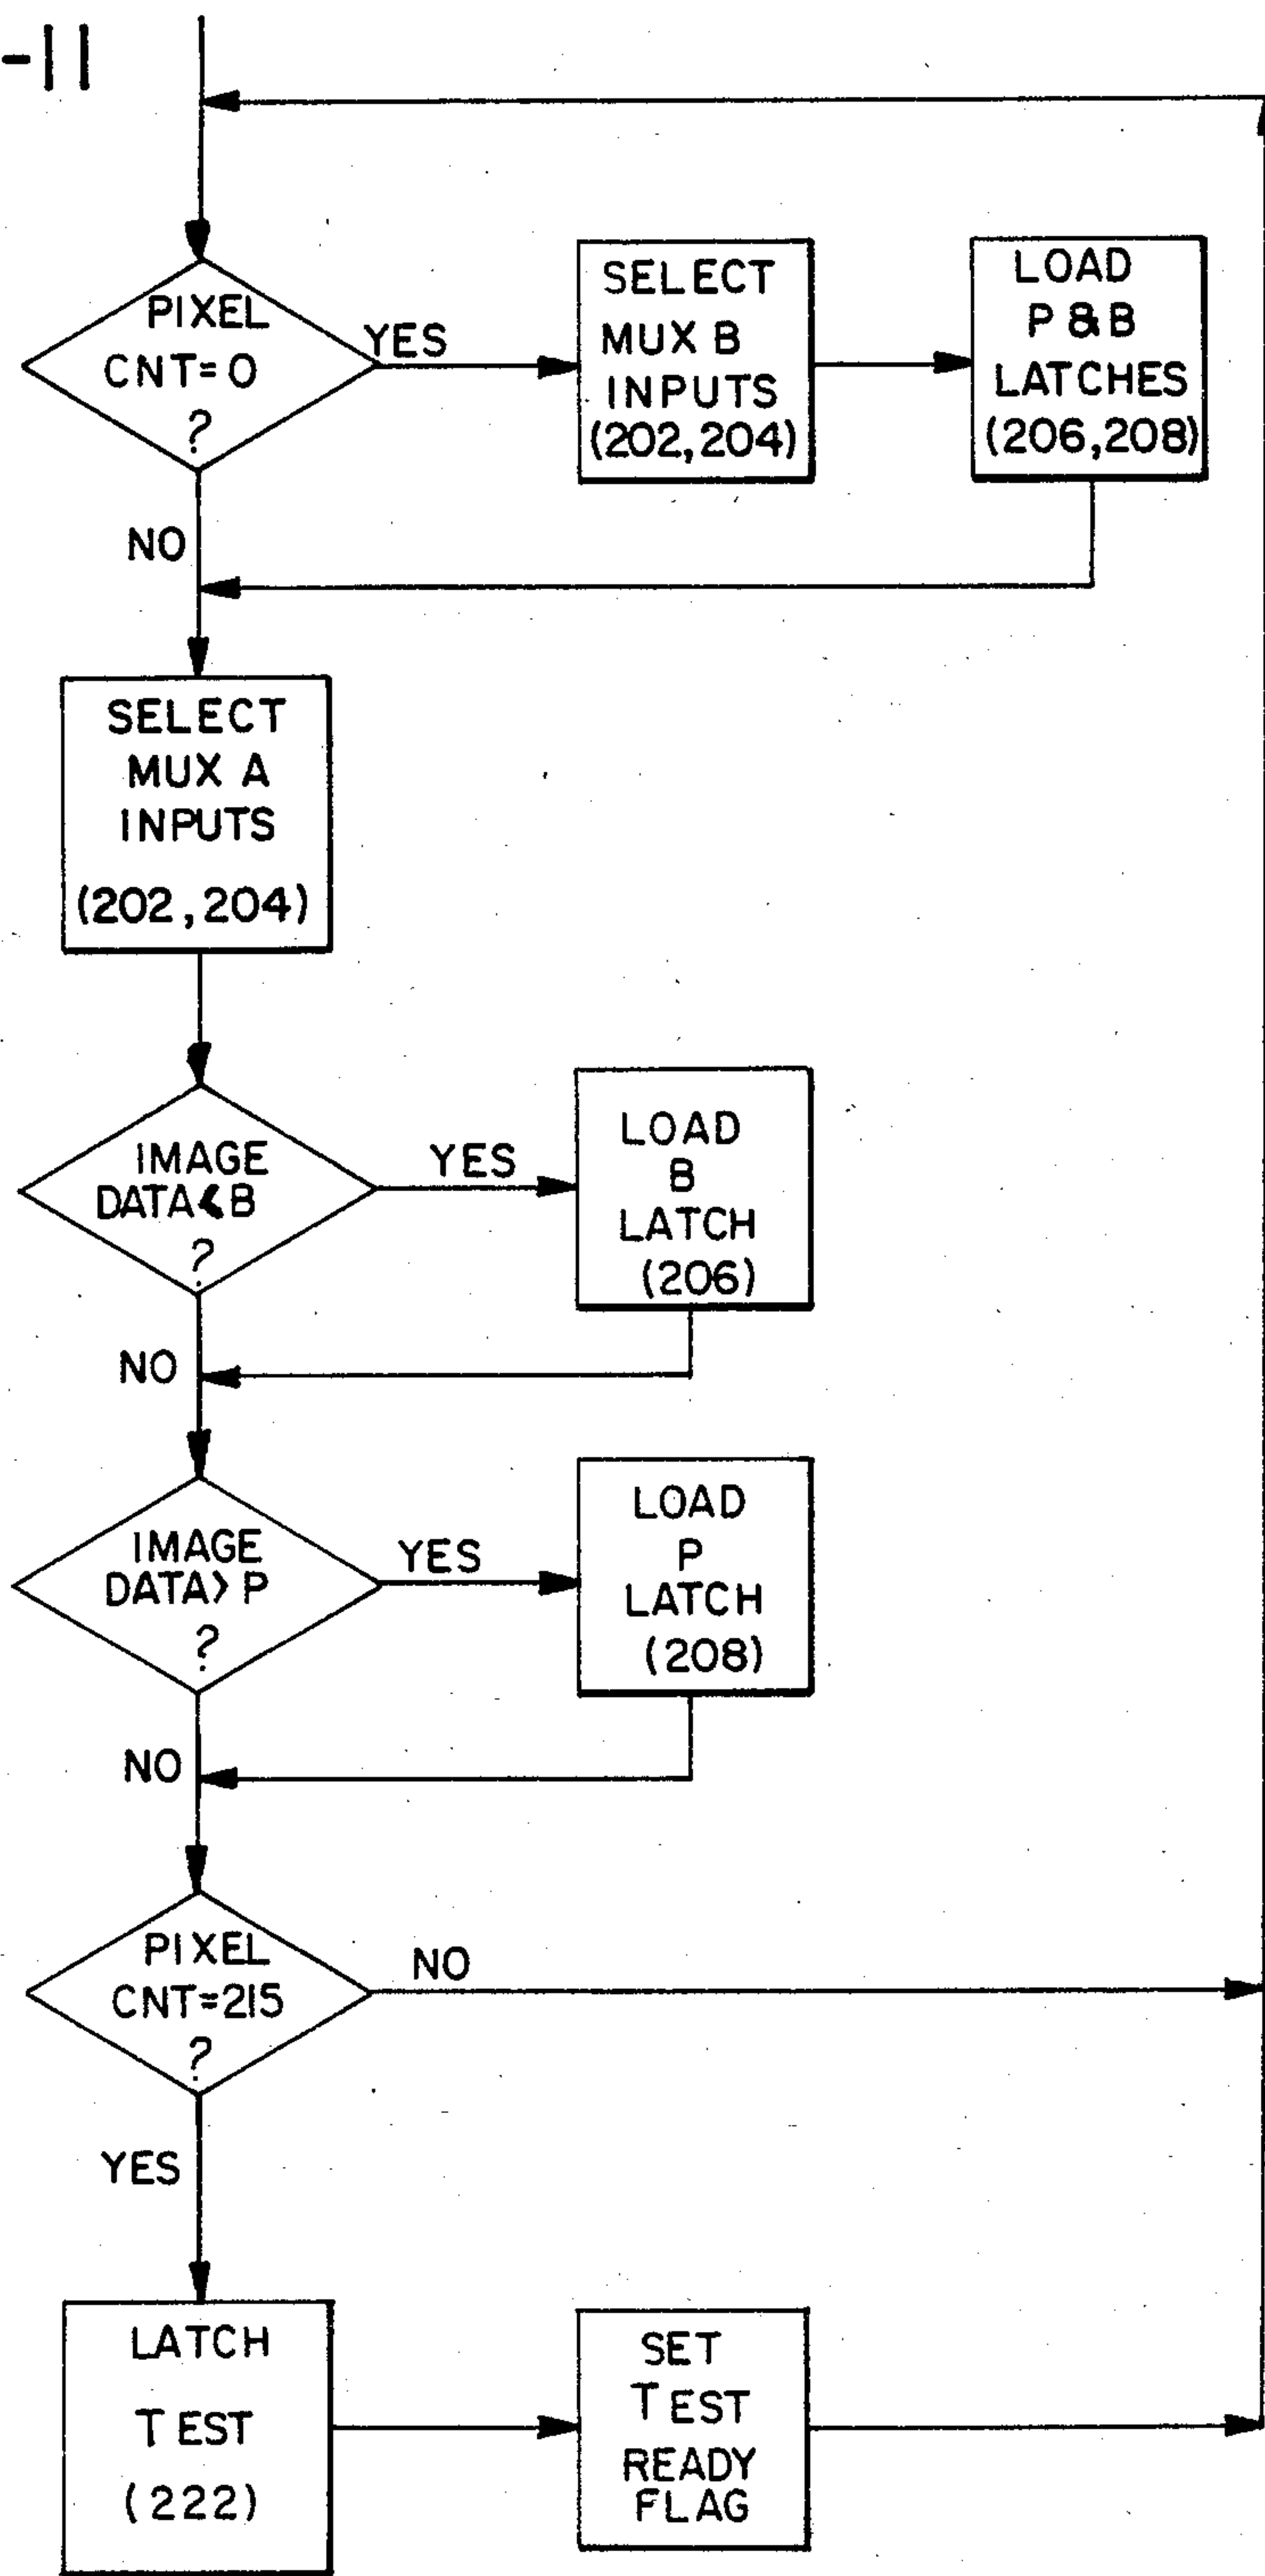 -11
PIXEL
CNT=0
?
YES
SELECT
MUX B
INPUTS
(202,204)
LOAD
P&B
LATCHES
(206,208)
NO
SELECT
MUX A
INPUTS
(202,204)
IMAGE
DATA<B
?
YES
LOAD
B
LATCH
(206)
NO
IMAGE
DATA>P
?
YES
LOAD
P
LATCH
(208)
NO
PIXEL
CNT=215
?
NO
YES
LATCH
TEST
(222)
SET
TEST
READY
FLAG